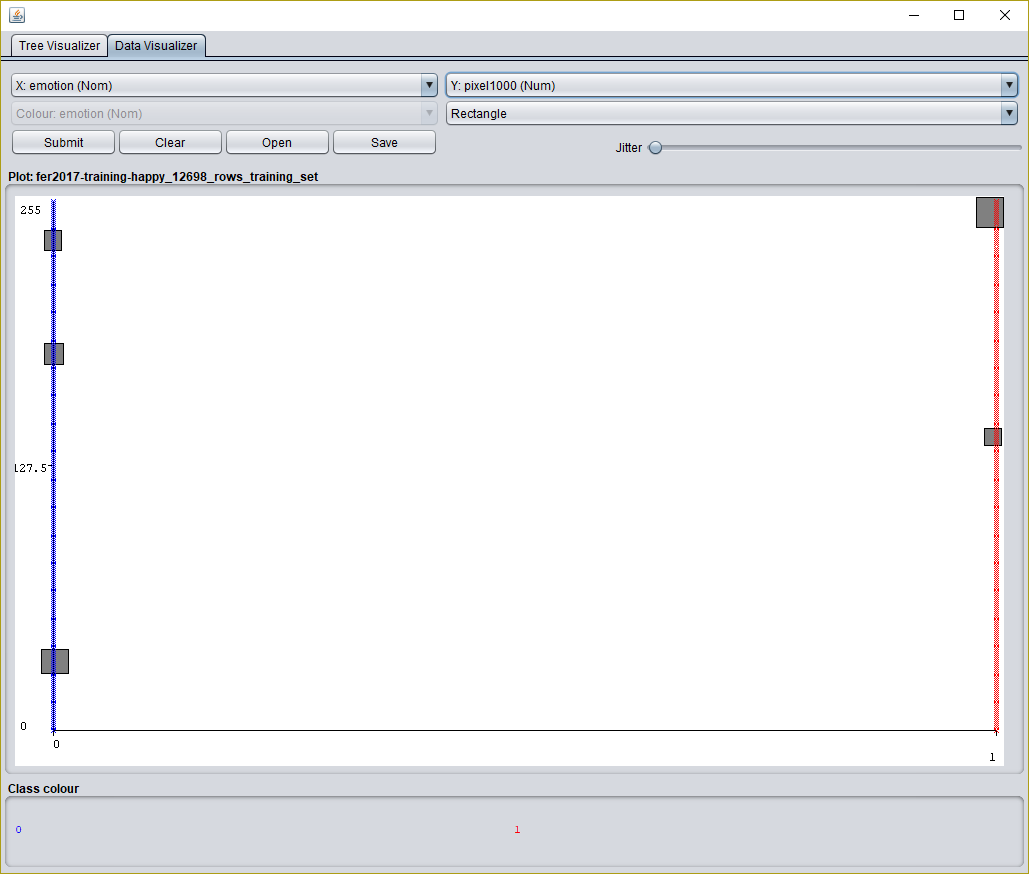 Tree Visualizer Data Visualizer
X: emotion (Nom) Y: pixel1000 (Num)
Colour: emotion (Nom) Rectangle
Submit Clear Open Save Jitter
Plot: fer2017-training-happy_12698_rows_training_set
255
127.5
0
0
1
Class colour
0 1